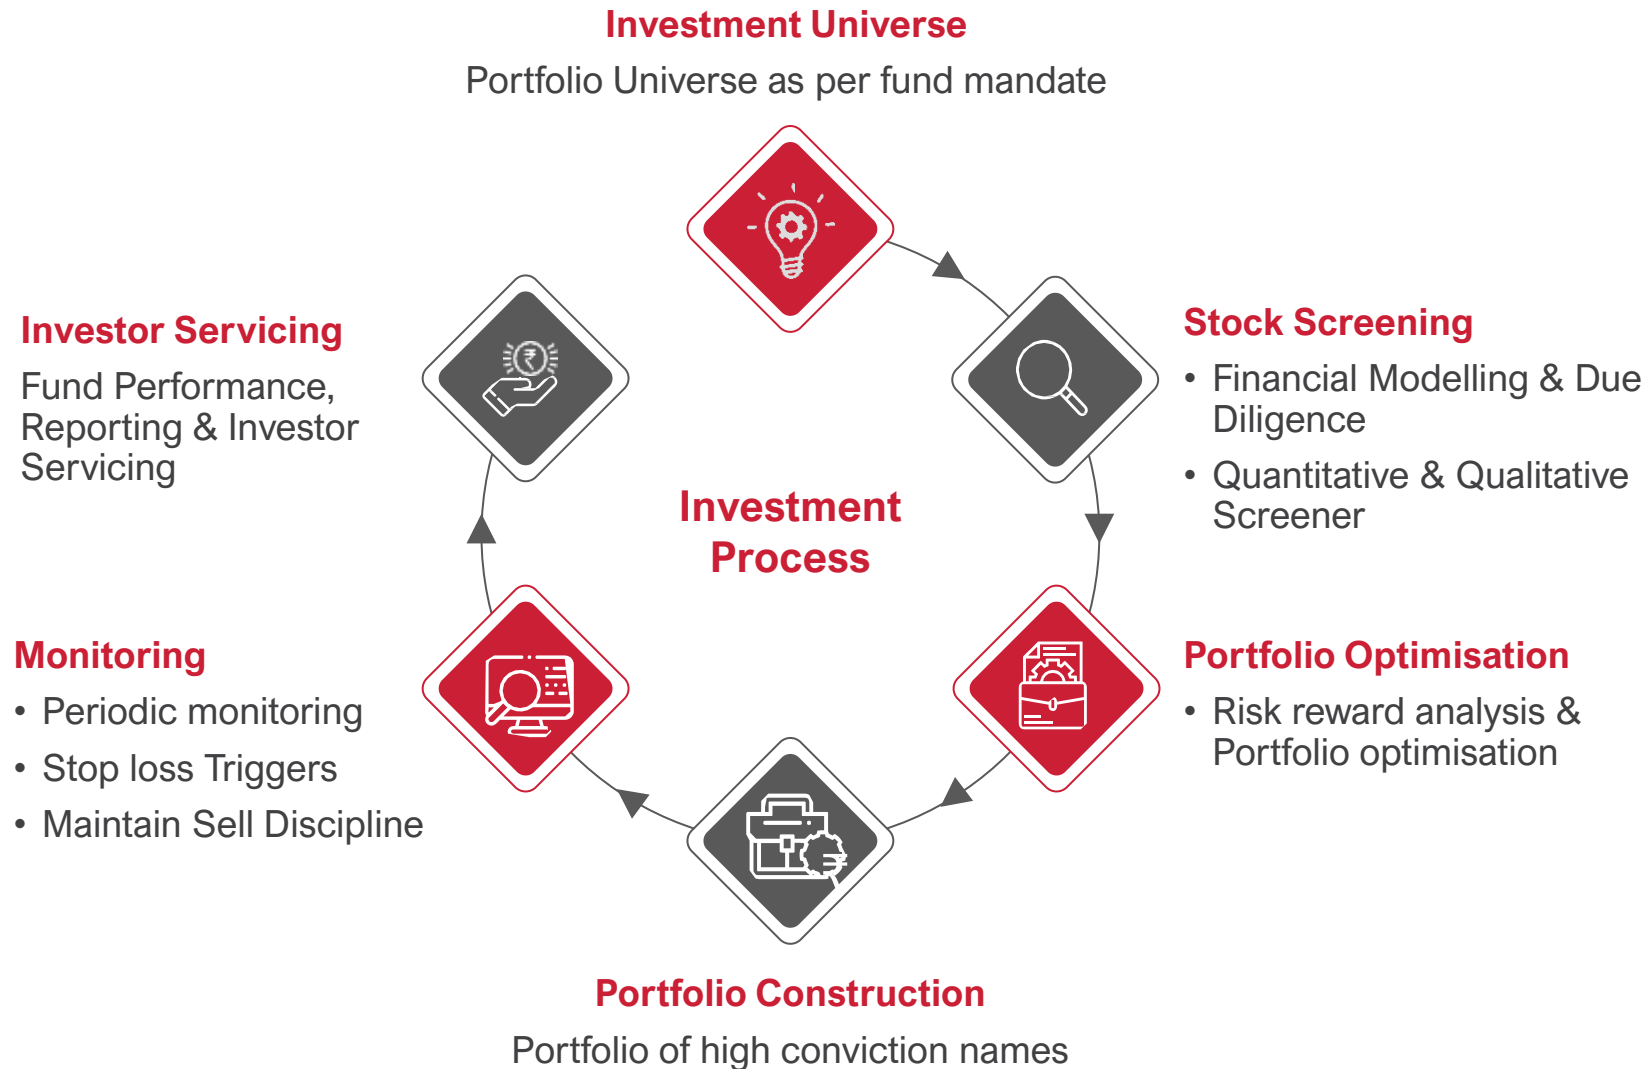 Investment Universe
Portfolio Universe as per fund mandate
Stock Screening
• Financial Modelling & Due
Diligence
• Quantitative & Qualitative
Screener
Portfolio Optimisation
• Risk reward analysis &
Portfolio optimisation
Portfolio Construction
Portfolio of high conviction names
Monitoring
• Periodic monitoring
• Stop loss Triggers
• Maintain Sell Discipline
Investor Servicing
Fund Performance,
Reporting & Investor
Servicing
Investment
Process
₹
₹